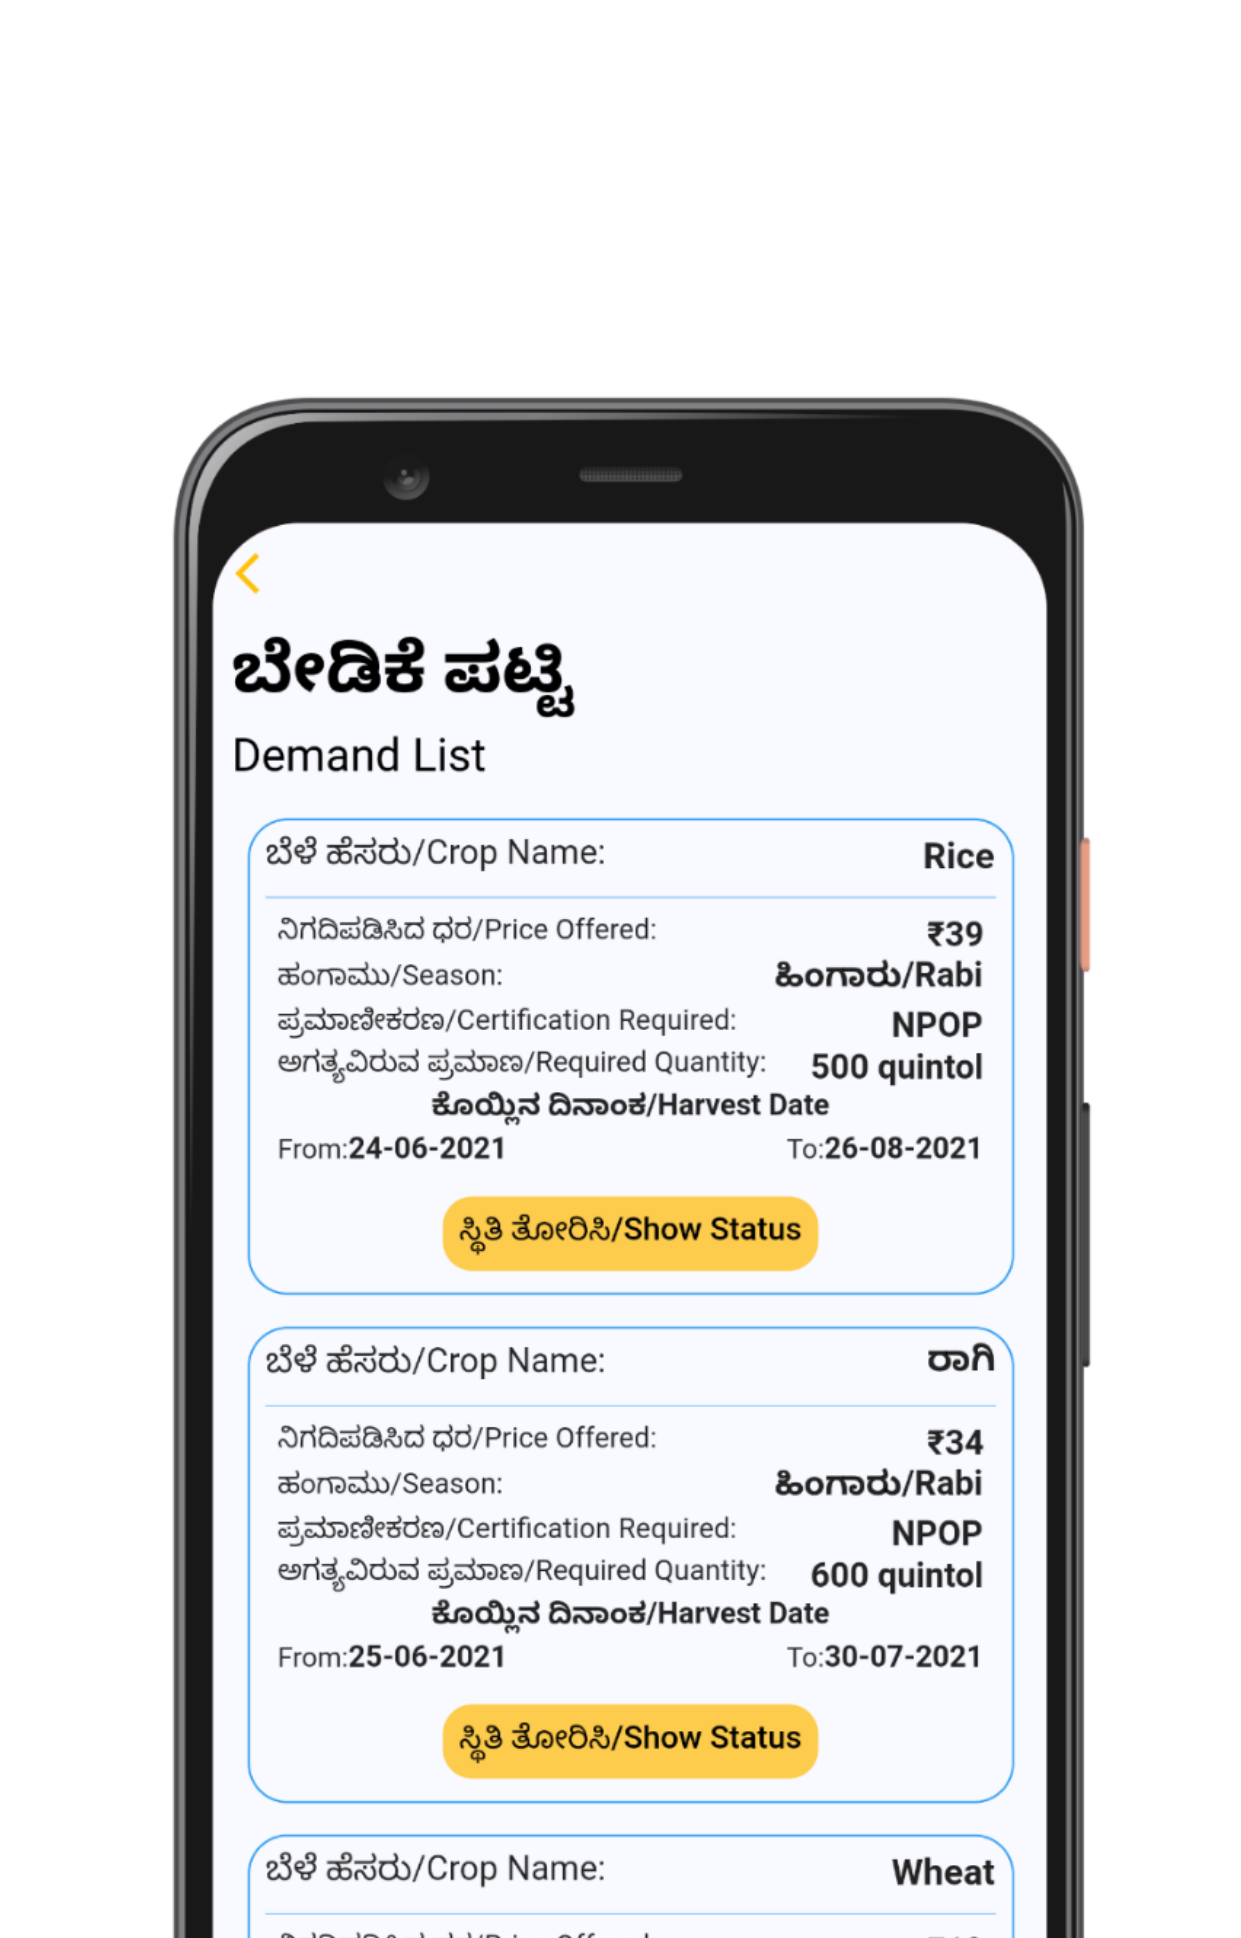 ಬೇಡಿಕೆ ಪಟ್ಟಿ
Demand List
ಬೆಳೆ ಹೆಸರು/Crop Name: Rice
ನಿಗದಿಪಡಿಸಿದ ಧರ/Price Offered: ₹39
ಹಂಗಾಮು/Season: ಹಿಂಗಾರು/Rabi
ಪ್ರಮಾಣೀಕರಣ/Certification Required: NPOP
ಅಗತ್ಯವಿರುವ ಪ್ರಮಾಣ/Required Quantity: 500 quintol
ಕೊಯ್ಲಿನ ದಿನಾಂಕ/Harvest Date
From:24-06-2021 To:26-08-2021
ಸ್ಥಿತಿ ತೋರಿಸಿ/Show Status
ಬೆಳೆ ಹೆಸರು/Crop Name: ರಾಗಿ
ನಿಗದಿಪಡಿಸಿದ ಧರ/Price Offered: ₹34
ಹಂಗಾಮು/Season: ಹಿಂಗಾರು/Rabi
ಪ್ರಮಾಣೀಕರಣ/Certification Required: NPOP
ಅಗತ್ಯವಿರುವ ಪ್ರಮಾಣ/Required Quantity: 600 quintol
ಕೊಯ್ಲಿನ ದಿನಾಂಕ/Harvest Date
From:25-06-2021 To:30-07-2021
ಸ್ಥಿತಿ ತೋರಿಸಿ/Show Status
ಬೆಳೆ ಹೆಸರು/Crop Name: Wheat